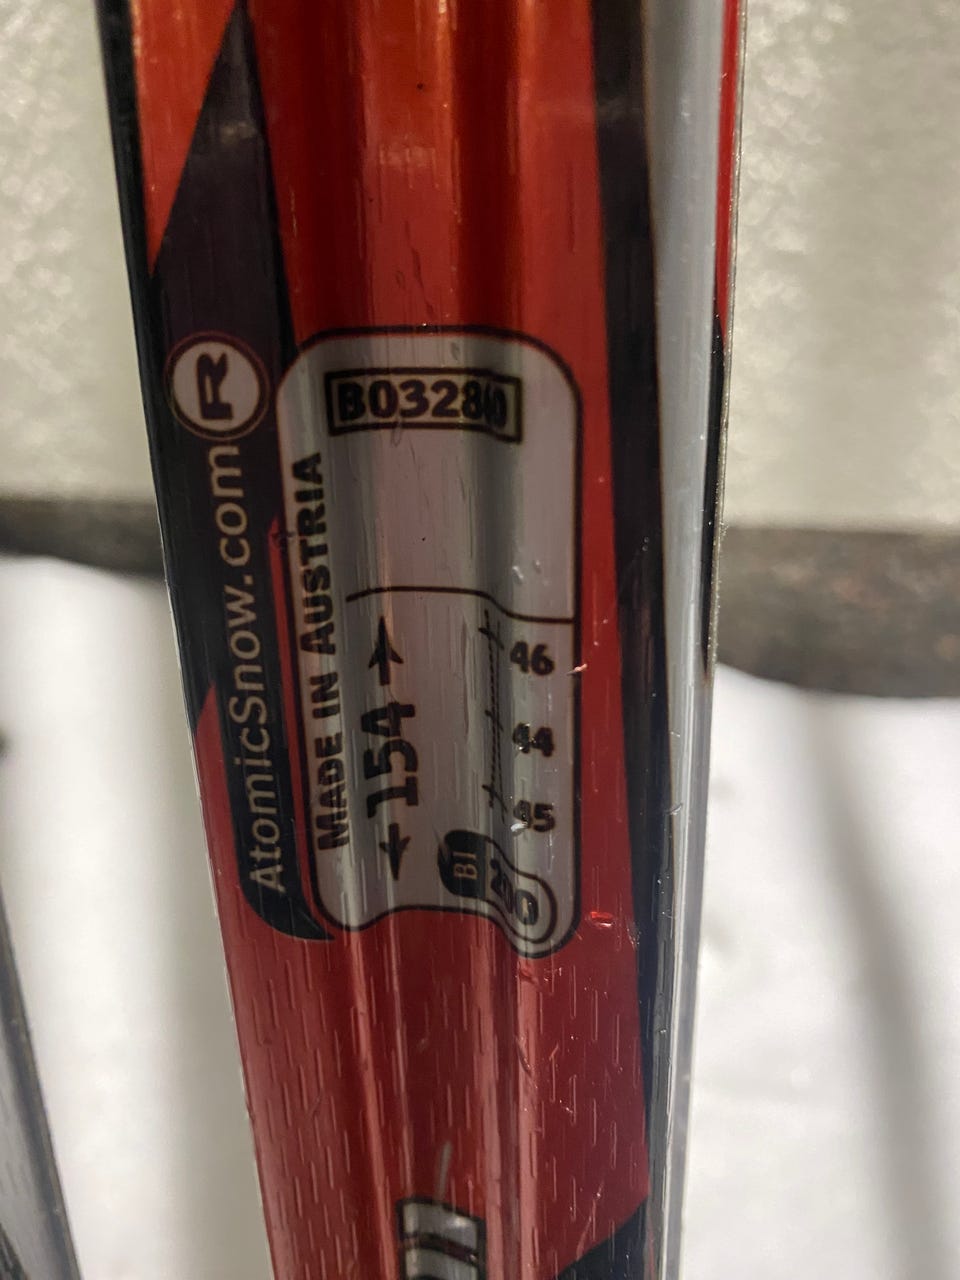 B03280
R
AtomicSnow.com
MADE IN AUSTRIA
154
46
44
45
BI
200